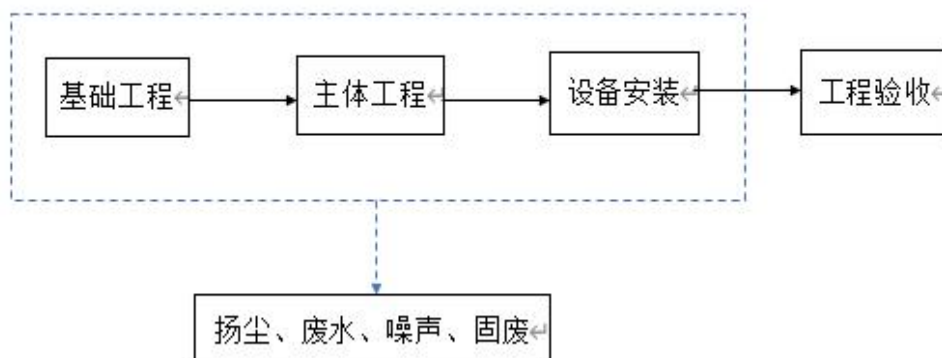 基础工程
主体工程
设备安装
工程验收
扬尘、废水、噪声、固废